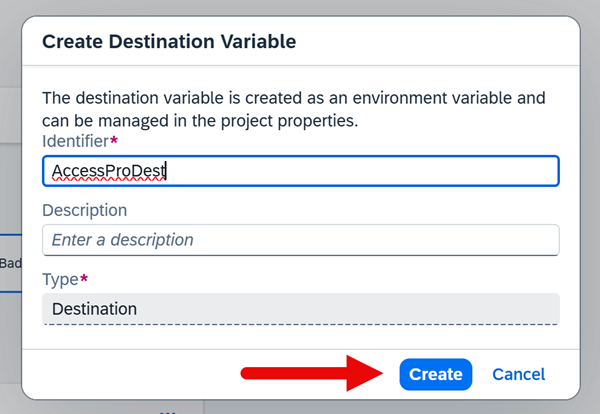 Create Destination Variable
The destination variable is created as an environment variable and
can be managed in the project properties.
Identifier*
AccessProDest
Description
Enter a description
Bad
Type*
Destination
Create Cancel